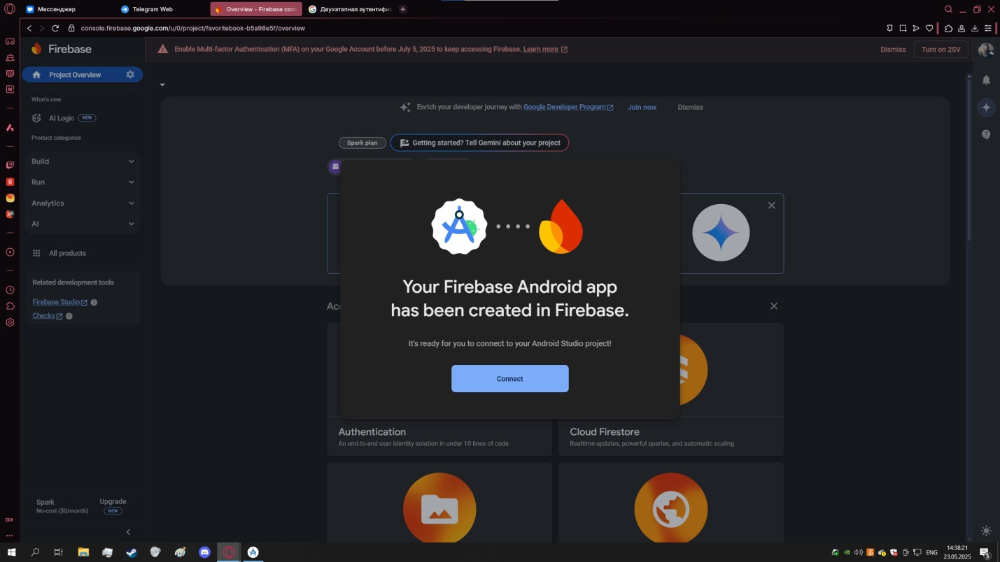 Мессенджер
Telegram Web
Overview - Firebase cons
Двухэтапная аутентифик
console.firebase.google.com/u/0/project/favoritebook-b5a98e5f/overview
Firebase
Enable Multi-factor Authentication (MFA) on your Google Account before July 5, 2025 to keep accessing Firebase. Learn more
Dismiss
Turn on 2SV
Project Overview
What's new
AI Logic
NEW
Product categories
Build
Run
Analytics
AI
All products
Related development tools
Firebase Studio
Checks
Spark
No-cost ($0/month)
Upgrade
NEW
Enrich your developer journey with Google Developer Program
Join now
Dismiss
Spark plan
Getting started? Tell Gemini about your project
Your Firebase Android app
has been created in Firebase.
It's ready for you to connect to your Android Studio project!
Connect
Authentication
An end-to-end user identity solution in under 10 lines of code
Cloud Firestore
Realtime updates, powerful queries, and automatic scaling
GX
ENG
14:38:21
23.05.2025
5